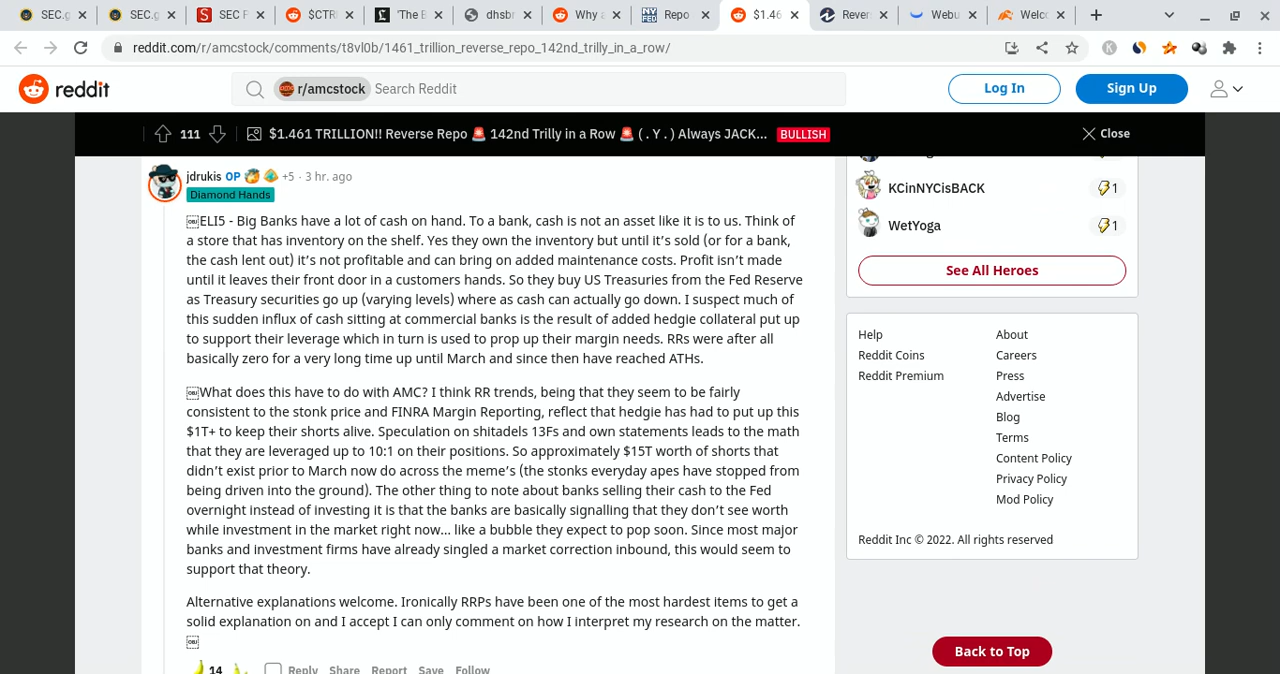 SEC.g
SEC.g
SEC F
$CTR
'The E
dhsbr
Why a
MY FED
Repo
$1.46
Rever
Webu
Welco
reddit.com/r/amcstock/comments/t8vl0b/1461_trillion_reverse_repo_142nd_trilly_in_a_row/
reddit
r/amcstock Search Reddit
Log In
Sign Up
111
$1.461 TRILLION!! Reverse Repo 🚨 142nd Trilly in a Row 🚨 ( . Y . ) Always JACK... BULLISH
Close
jdrukis OP +5 · 3 hr. ago
Diamond Hands
ELI5 - Big Banks have a lot of cash on hand. To a bank, cash is not an asset like it is to us. Think of
a store that has inventory on the shelf. Yes they own the inventory but until it’s sold (or for a bank,
the cash lent out) it’s not profitable and can bring on added maintenance costs. Profit isn’t made
until it leaves their front door in a customers hands. So they buy US Treasuries from the Fed Reserve
as Treasury securities go up (varying levels) where as cash can actually go down. I suspect much of
this sudden influx of cash sitting at commercial banks is the result of added hedgie collateral put up
to support their leverage which in turn is used to prop up their margin needs. RRs were after all
basically zero for a very long time up until March and since then have reached ATHs.
What does this have to do with AMC? I think RR trends, being that they seem to be fairly
consistent to the stonk price and FINRA Margin Reporting, reflect that hedgie has had to put up this
$1T+ to keep their shorts alive. Speculation on shitadels 13Fs and own statements leads to the math
that they are leveraged up to 10:1 on their positions. So approximately $15T worth of shorts that
didn’t exist prior to March now do across the meme’s (the stonks everyday apes have stopped from
being driven into the ground). The other thing to note about banks selling their cash to the Fed
overnight instead of investing it is that the banks are basically signalling that they don’t see worth
while investment in the market right now... like a bubble they expect to pop soon. Since most major
banks and investment firms have already singled a market correction inbound, this would seem to
support that theory.
Alternative explanations welcome. Ironically RRPs have been one of the most hardest items to get a
solid explanation on and I accept I can only comment on how I interpret my research on the matter.
14
Reply Share Report Save Follow
KCinNYCisBACK 1
WetYoga 1
See All Heroes
Help
Reddit Coins
Reddit Premium
About
Careers
Press
Advertise
Blog
Terms
Content Policy
Privacy Policy
Mod Policy
Reddit Inc © 2022. All rights reserved
Back to Top